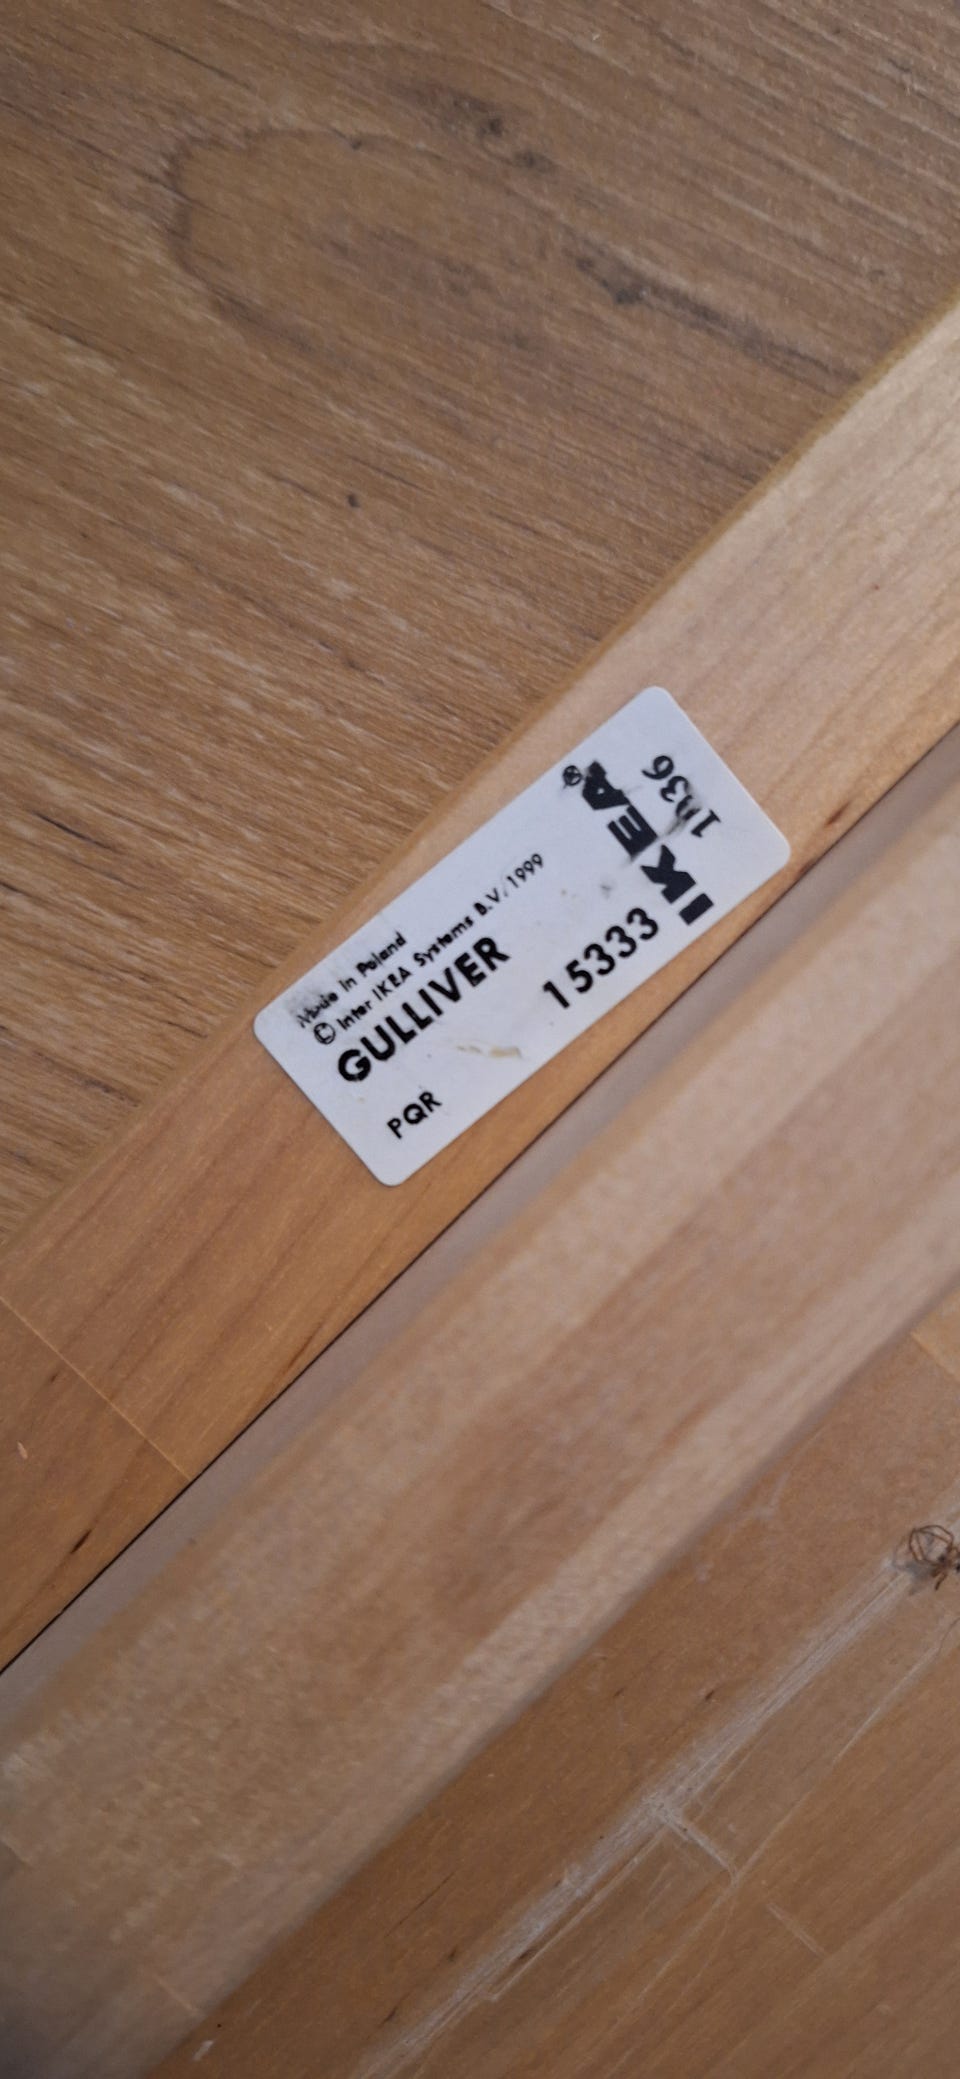 Made in Poland
© Inter IKEA Systems B.V. 1999
GULLIVER
PQR
15333
IKEA®
1036